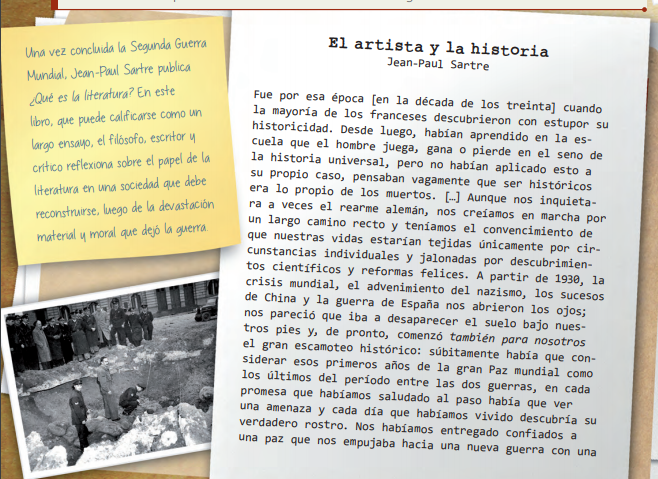 Una vez concluida la Segunda Guerra
Mundial, Jean-Paul Sartre publica
¿Qué es la literatura? En este
libro, que puede calificarse como un
largo ensayo, el filósofo, escritor y
crítico reflexiona sobre el papel de la
literatura en una sociedad que debe
reconstruirse, luego de la devastación
material y moral que dejó la guerra.
El artista y la historia
Jean-Paul Sartre
Fue por esa época [en la década de los treinta] cuando
la mayoría de los franceses descubrieron con estupor su
historicidad. Desde luego, habían aprendido en la es-
cuela que el hombre juega, gana o pierde en el seno de
la historia universal, pero no habían aplicado esto a
su propio caso, pensaban vagamente que ser históricos
era lo propio de los muertos. […] Aunque nos inquieta-
ra a veces el rearme alemán, nos creíamos en marcha por
un largo camino recto y teníamos el convencimiento de
que nuestras vidas estarían tejidas únicamente por cir-
cunstancias individuales y jalonadas por descubrimien-
tos científicos y reformas felices. A partir de 1930, la
crisis mundial, el advenimiento del nazismo, los sucesos
de China y la guerra de España nos abrieron los ojos;
nos pareció que iba a desaparecer el suelo bajo nues-
tros pies y, de pronto, comenzó también para nosotros
el gran escamoteo histórico: súbitamente había que con-
siderar esos primeros años de la gran Paz mundial como
los últimos del período entre las dos guerras, en cada
promesa que habíamos saludado al paso había que ver
una amenaza y cada día que habíamos vivido descubría su
verdadero rostro. Nos habíamos entregado confiados a
una paz que nos empujaba hacia una nueva guerra con una